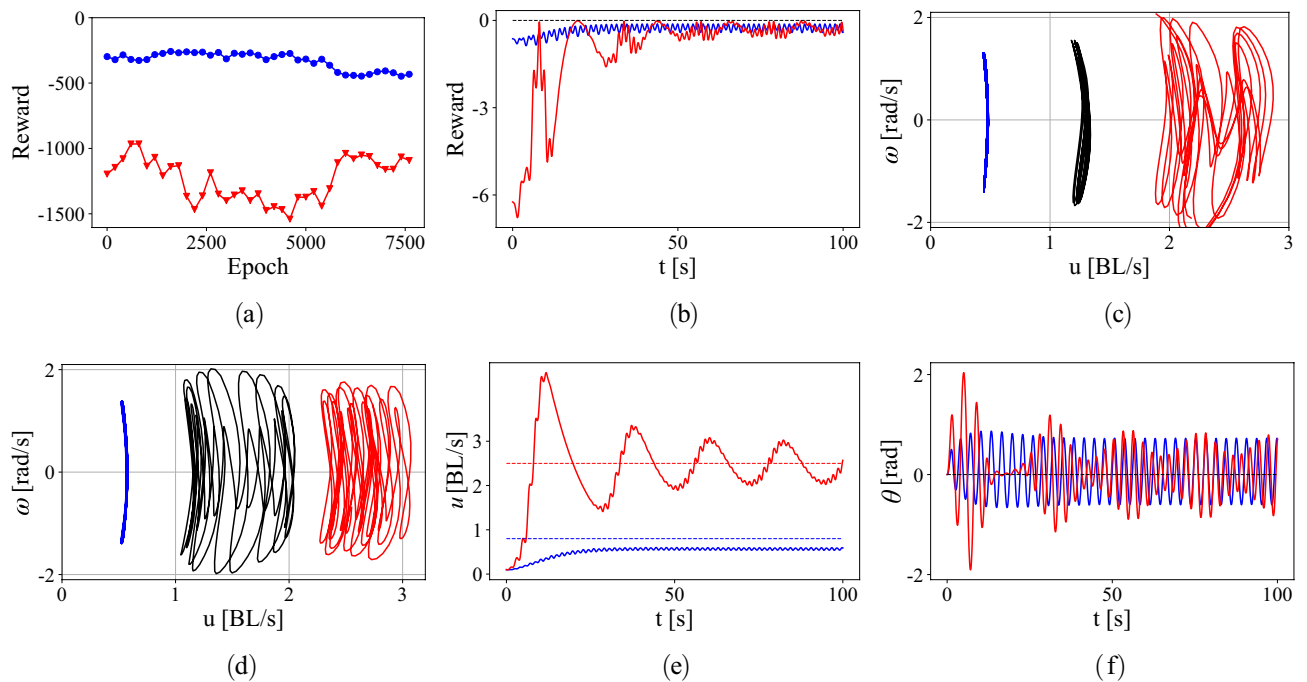 0
-500
-1000
-1500
Reward
0
2500
5000
7500
Epoch
(a)
0
-3
-6
Reward
0
50
100
t [s]
(b)
2
0
-2
ω [rad/s]
0
1
2
3
u [BL/s]
(c)
2
0
-2
ω [rad/s]
0
1
2
3
u [BL/s]
(d)
3
2
1
0
u [BL/s]
0
50
100
t [s]
(e)
2
0
-2
θ [rad]
0
50
100
t [s]
(f)